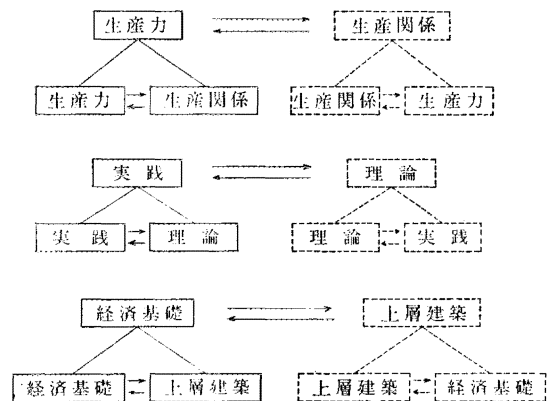 生産力 生産関係
生産力 生産関係 生産関係 生産力
実践 理論
実践 理論 理論 実践
経済基礎 上層建築
経済基礎 上層建築 上層建築 経済基礎